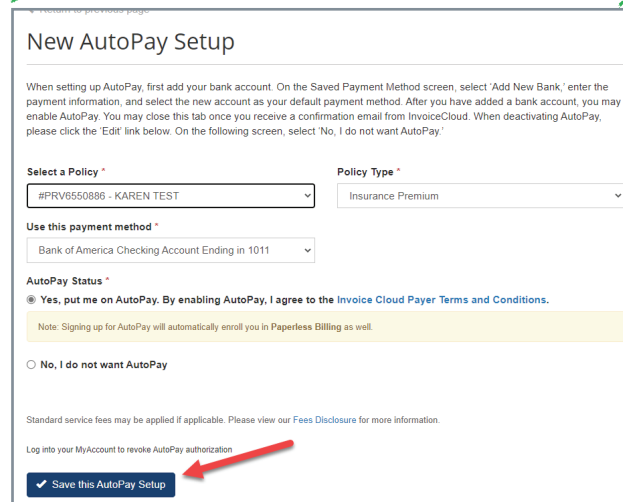 Return to previous page
New AutoPay Setup
When setting up AutoPay, first add your bank account. On the Saved Payment Method screen, select 'Add New Bank,' enter the
payment information, and select the new account as your default payment method. After you have added a bank account, you may
enable AutoPay. You may close this tab once you receive a confirmation email from InvoiceCloud. When deactivating AutoPay,
please click the 'Edit' link below. On the following screen, select 'No, I do not want AutoPay.'
Select a Policy * Policy Type *
#PRV6550886 - KAREN TEST Insurance Premium
Use this payment method *
Bank of America Checking Account Ending in 1011
AutoPay Status *
Yes, put me on AutoPay. By enabling AutoPay, I agree to the Invoice Cloud Payer Terms and Conditions.
Note: Signing up for AutoPay will automatically enroll you in Paperless Billing as well.
No, I do not want AutoPay
Standard service fees may be applied if applicable. Please view our Fees Disclosure for more information.
Log into your MyAccount to revoke AutoPay authorization
Save this AutoPay Setup